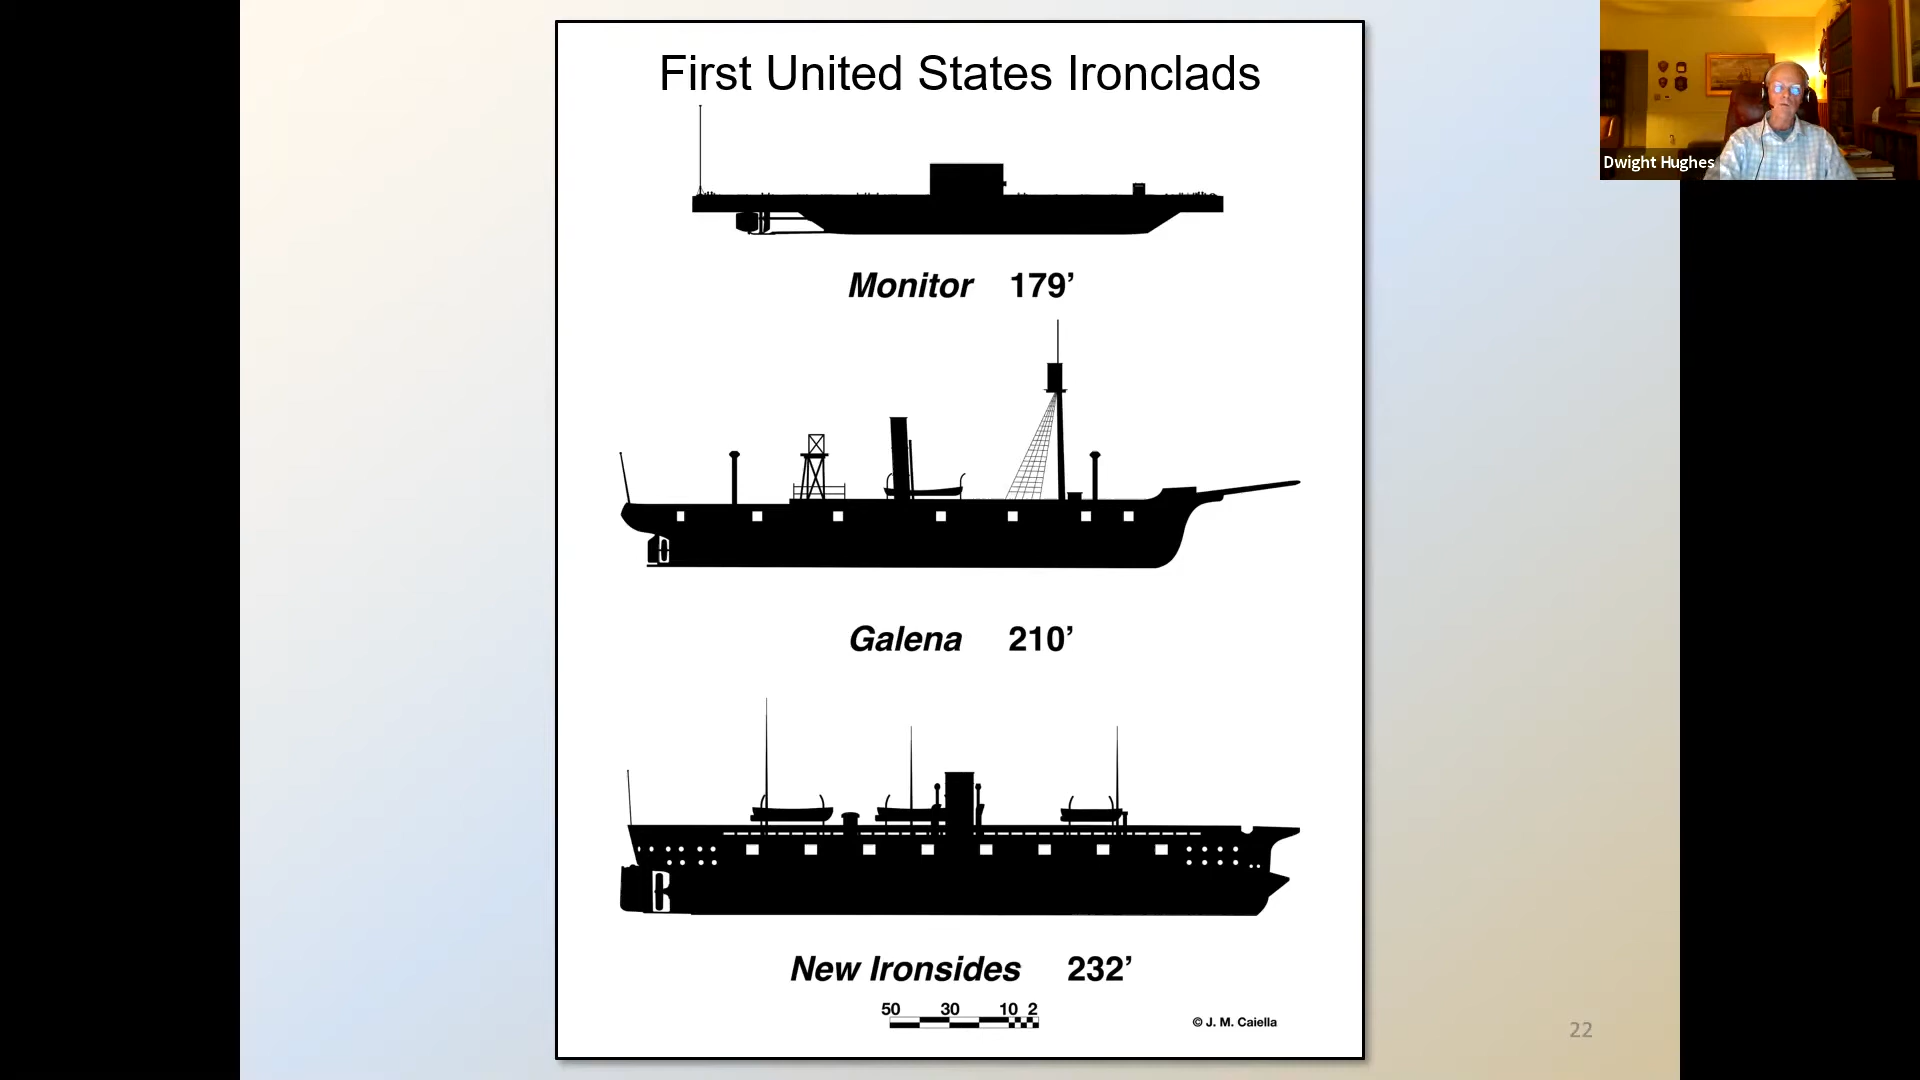 First United States Ironclads
Dwight Hughes
Monitor 179’
Galena 210’
New Ironsides 232’
50 30 10 2
© J. M. Caiella
22